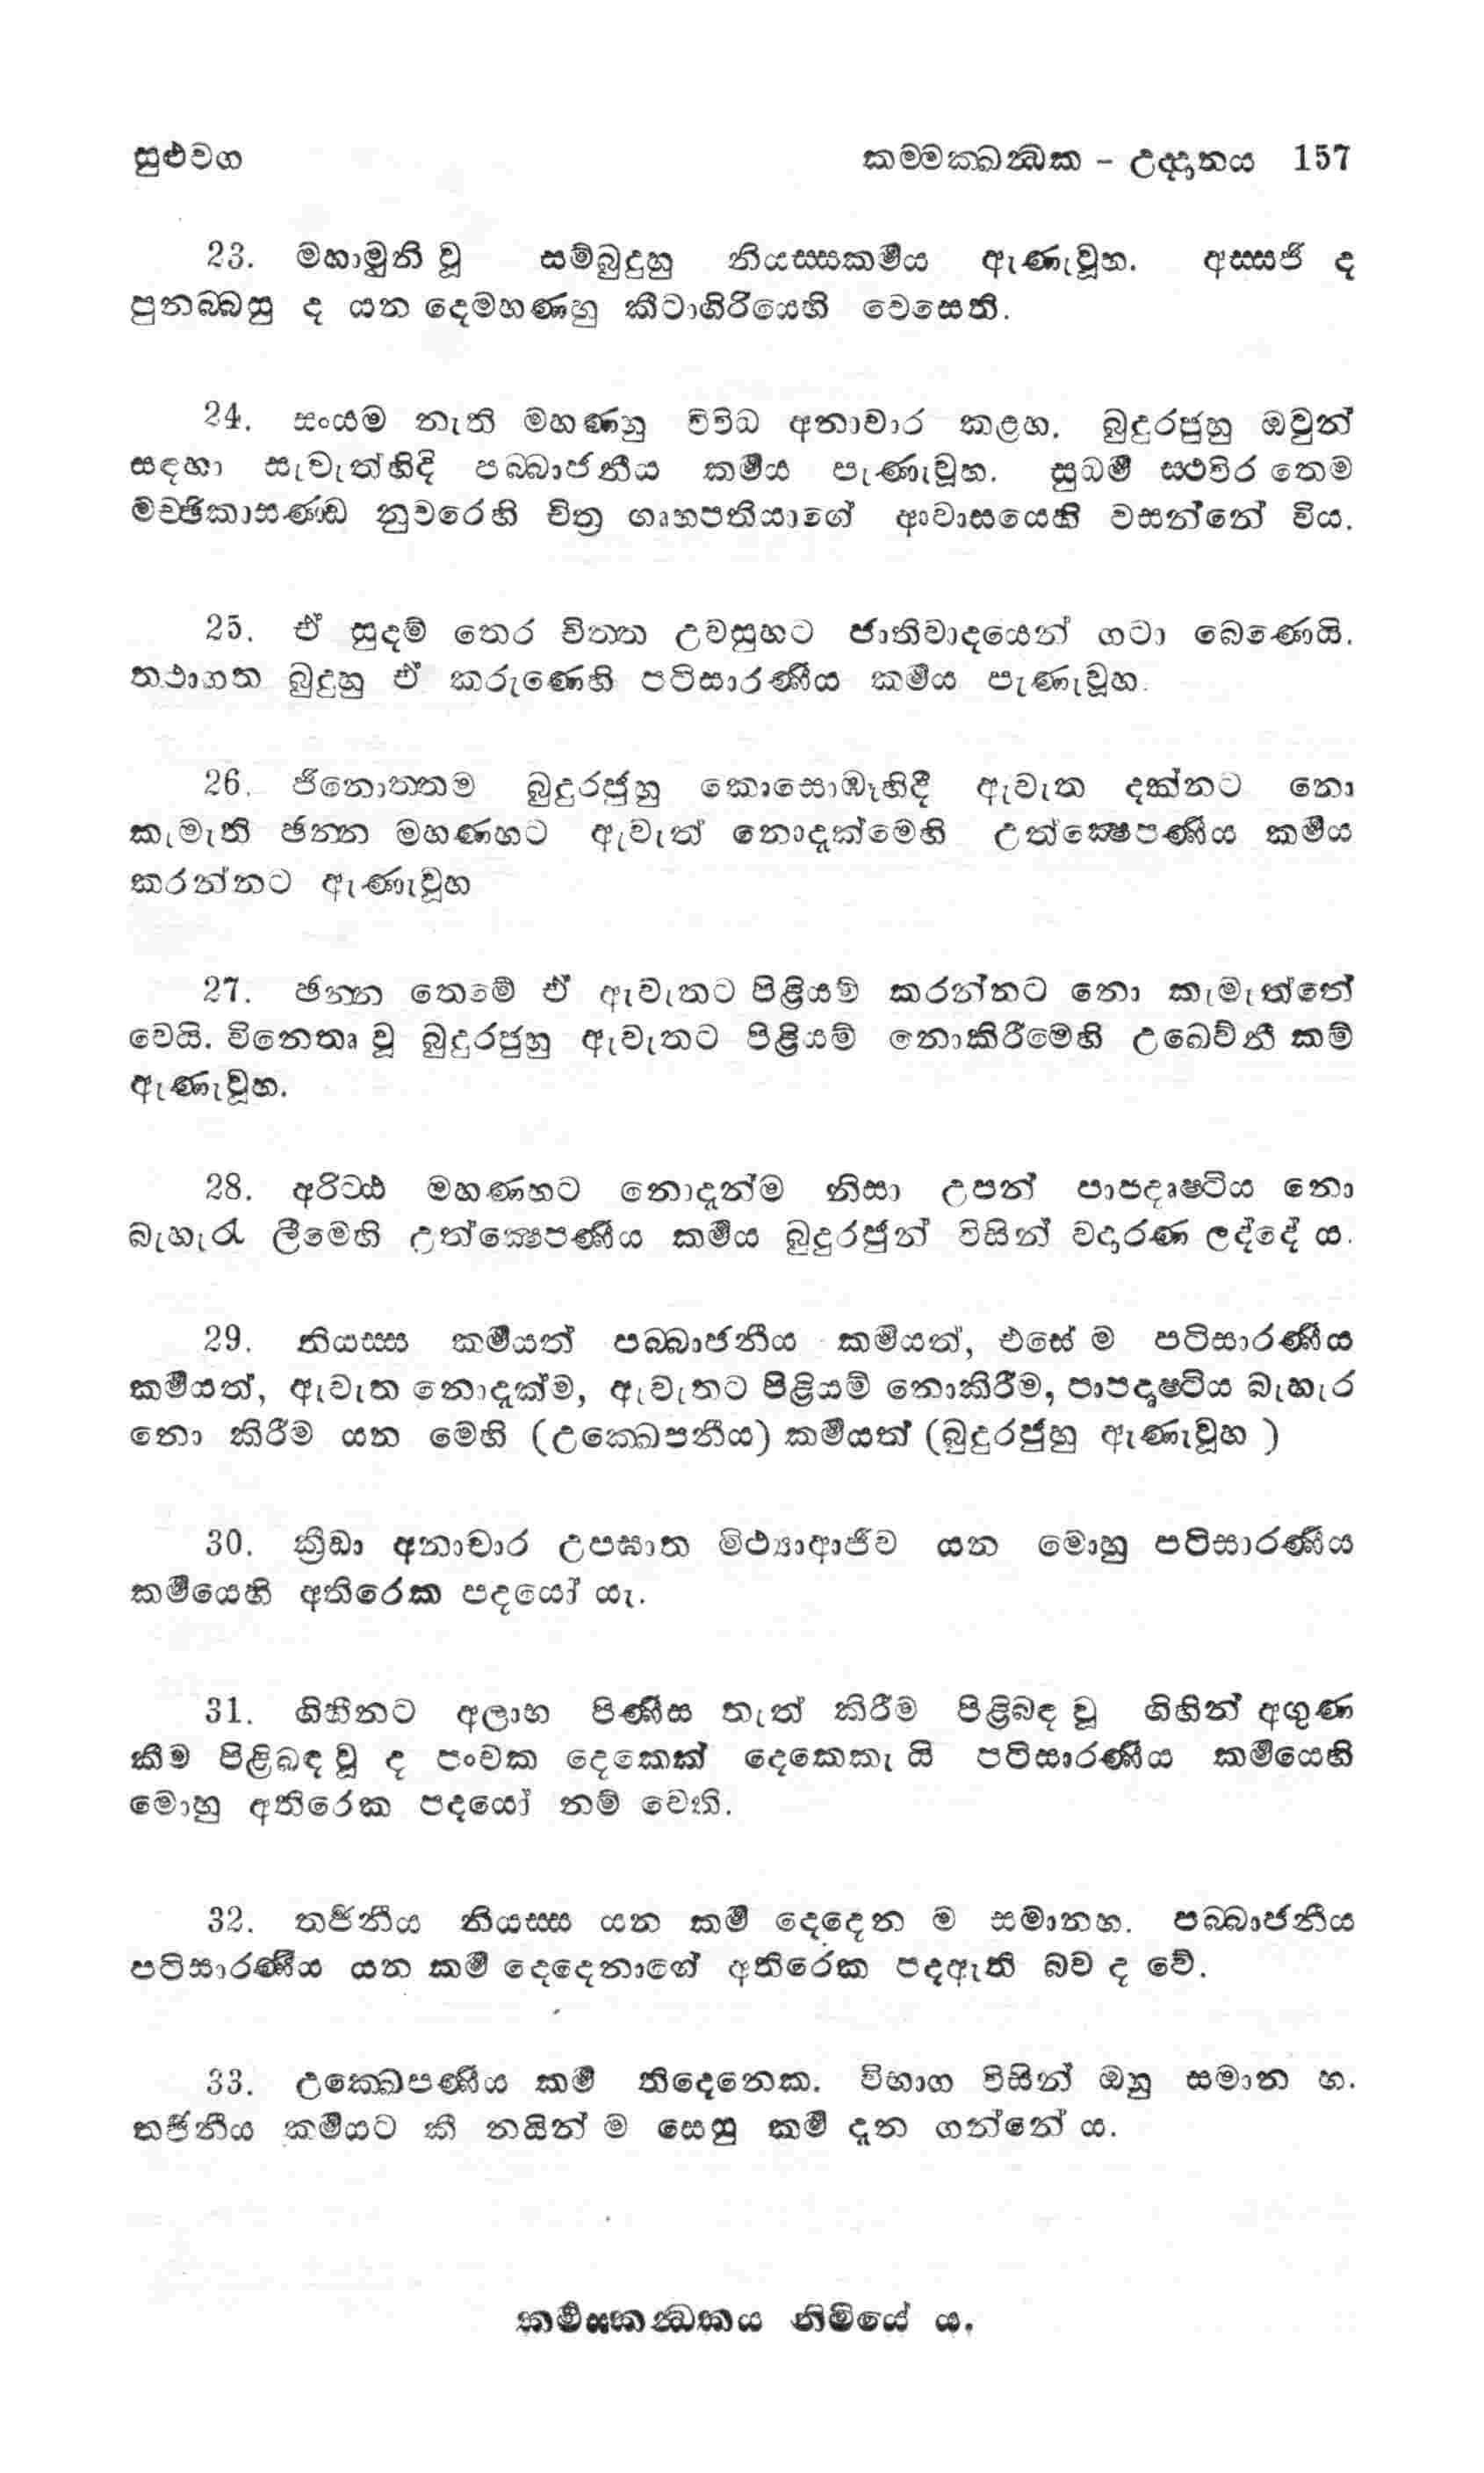 සුළුවග කම්මක්ඛන්ධක - උද්දානය 157
23. මහාමුනි වූ සම්බුදුහු නියස්සකර්‍මය ඇණැවූහ. අස්සජි ද
පුනබ්බසු ද යන දෙමහණහු කීටාගිරියෙහි වෙසෙති.
24. සංයම නැති මහණහු විවිධ අනාචාර කළහ. බුදුරජුහු ඔවුන්
සඳහා සැවැත්හිදි පබ්බාජනීය කර්‍මය පැණැවූහ. සුධර්‍ම ස්ථවිර තෙම
මච්ඡිකාසණ්ඩ නුවරෙහි චිත්‍ර ගෘහපතියාගේ ආවාසයෙහි වසන්නේ විය.
25. ඒ සුදම් තෙර චිත්ත උවසුහට ජාතිවාදයෙන් ගටා බෙණෙයි.
තථාගත බුදුහු ඒ කරුණෙහි පටිසාරණීය කර්‍මය පැණැවූහ.
26. ජිනොත්තම බුදුරජුහු කොසොඹෑහිදී ඇවැත දක්නට නො
කැමැති ඡන්න මහණහට ඇවැත් නොදැක්මෙහි උත්ක්‍ෂෙපණීය කර්‍මය
කරන්නට ඇණැවූහ
27. ඡන්න තෙමේ ඒ ඇවැතට පිළියම් කරන්නට නො කැමැත්තේ
වෙයි. විනෙතෘ වූ බුදුරජුහු ඇවැතට පිළියම් නොකිරීමෙහි උඛෙව්නී කම්
ඇණැවූහ.
28. අරිට්ඨ මහණහට නොදැන්ම නිසා උපන් පාපදෘෂ්ටිය නො
බැහැරැ ලීමෙහි උත්ක්‍ෂෙපණීය කර්‍මය බුදුරජුන් විසින් වදාරණ ලද්දේ ය.
29. නියස්ස කර්‍මයත් පබ්බාජනීය කර්‍මයත්, එසේ ම පටිසාරණීය
කර්‍මයත්, ඇවැත නොදැක්ම, ඇවැතට පිළියම් නොකිරීම, පාපදෘෂ්ටිය බැහැර
නො කිරීම යන මෙහි (උක්ඛෙපනීය) කර්‍මයත් (බුදුරජුහු ඇණැවූහ )
30. ක්‍රීඩා අනාචාර උපඝාත මිථ්‍යාආජීව යන මොහු පටිසාරණීය
කර්‍මයෙහි අතිරෙක පදයෝ යැ.
31. ගිහීනට අලාභ පිණිස තැත් කිරීම පිළිබඳ වූ ගිහින් අගුණ
කීම පිළිබඳ වූ ද පංචක දෙකෙක් දෙකෙකැ යි පටිසාරණීය කර්‍මයෙහි
මොහු අතිරෙක පදයෝ නම් වෙති.
32. තර්‍ජනීය නියස්ස යන කර්‍ම දෙදෙන ම සමානහ. පබ්බාජනීය
පටිසාරණීය යන කර්‍ම දෙදෙනාගේ අතිරෙක පදඇති බව ද වේ.
33. උක්ඛෙපණීය කර්‍ම තිදෙනෙක. විභාග විසින් ඔහු සමාන හ.
තර්‍ජනීය කර්‍මයට කී නයින් ම සෙසු කර්‍ම දැන ගන්නේ ය.
කර්‍මස්කන්ධකය නිමියේ ය.